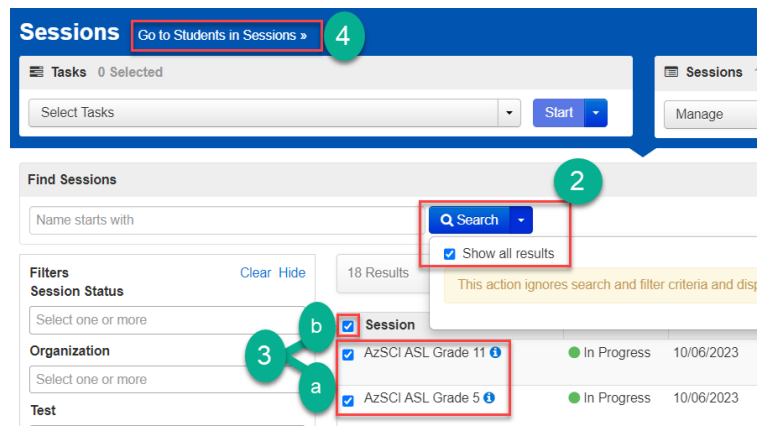 Sessions Go to Students in Sessions » 4
Tasks 0 Selected
Sessions
Select Tasks
Start
Manage
Find Sessions
2
Name starts with
Search
Show all results
Filters Clear Hide
18 Results
This action ignores search and filter criteria and disp
Session Status
Select one or more
b
Session
Organization
3
AzSCI ASL Grade 11 In Progress 10/06/2023
Select one or more
a
AzSCI ASL Grade 5 In Progress 10/06/2023
Test